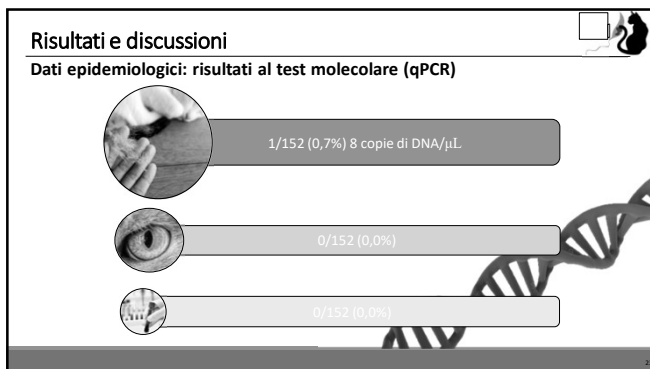 Risultati e discussioni
Dati epidemiologici: risultati al test molecolare (qPCR)
1/152 (0,7%) 8 copie di DNA/μL
0/152 (0,0%)
0/152 (0,0%)